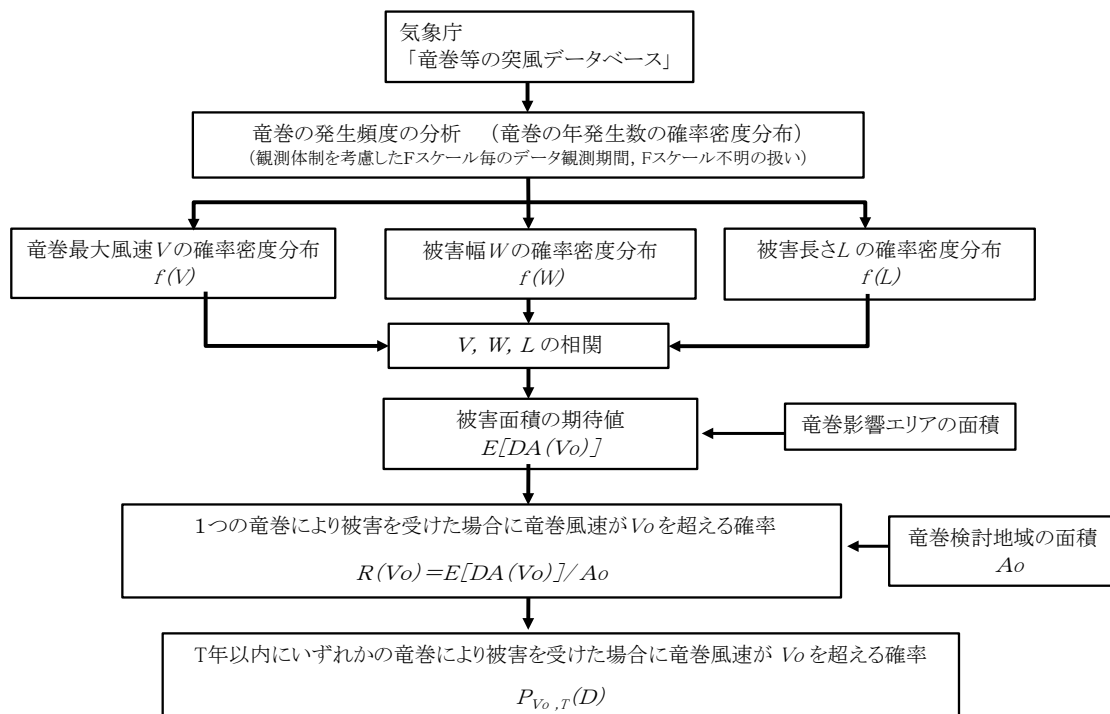 気象庁
「竜巻等の突風データベース」
竜巻の発生頻度の分析　（竜巻の年発生数の確率密度分布）
（観測体制を考慮したFスケール毎のデータ観測期間, Fスケール不明の扱い）
竜巻最大風速Vの確率密度分布
f(V)
被害幅Wの確率密度分布
f(W)
被害長さLの確率密度分布
f(L)
V, W, Lの相関
被害面積の期待値
E[DA(Vo)]
竜巻影響エリアの面積
1つの竜巻により被害を受けた場合に竜巻風速がVoを超える確率
R(Vo)=E[DA(Vo)]/Ao
竜巻検討地域の面積
Ao
T年以内にいずれかの竜巻により被害を受けた場合に竜巻風速が Voを超える確率
P_{Vo,T}(D)